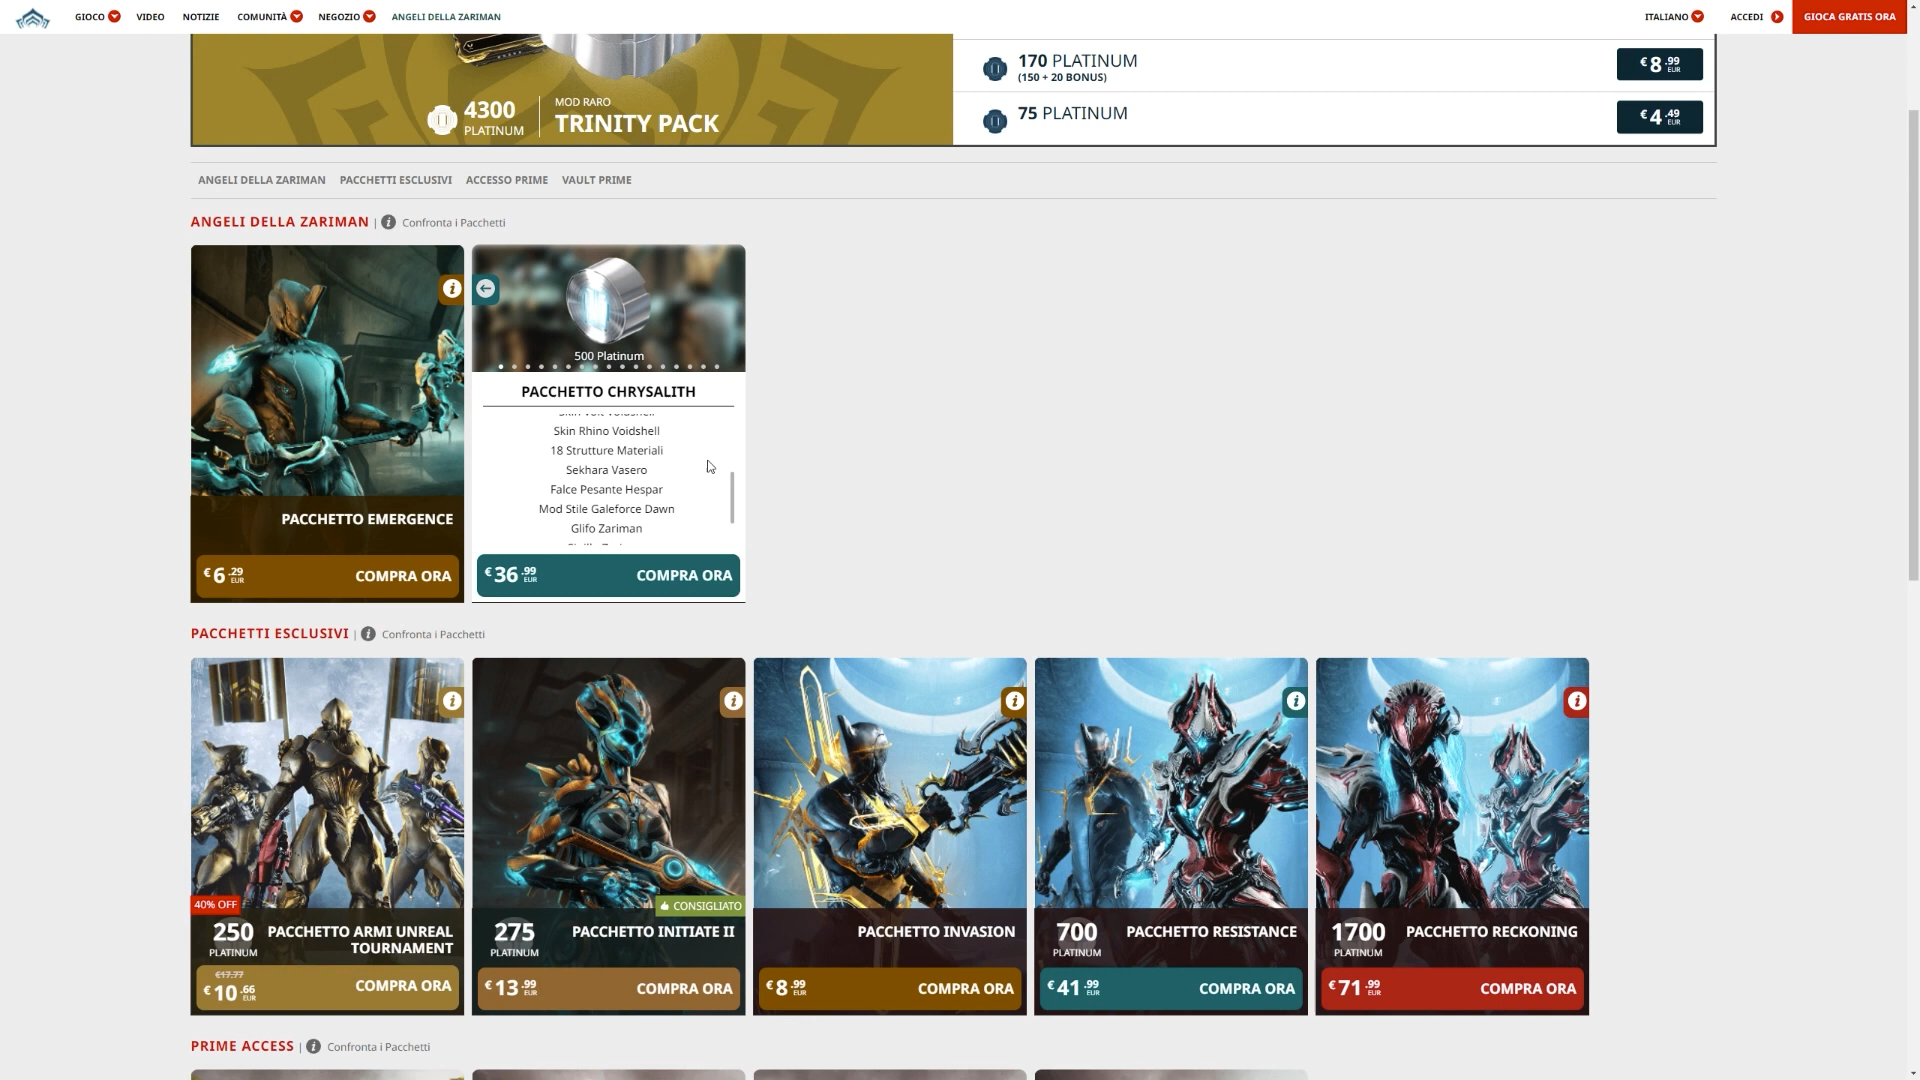 GIOCO VIDEO NOTIZIE COMUNITÀ NEGOZIO ANGELI DELLA ZARIMAN ITALIANO ACCEDI GIOCA GRATIS ORA
170 PLATINUM
(150 + 20 BONUS)
€ 8 .99 EUR
4300 PLATINUM
MOD RARO
TRINITY PACK
75 PLATINUM
€ 4 .49 EUR
ANGELI DELLA ZARIMAN PACCHETTI ESCLUSIVI ACCESSO PRIME VAULT PRIME
ANGELI DELLA ZARIMAN | i Confronta i Pacchetti
i
500 Platinum
PACCHETTO CHRYSALITH
Skin Volt Voidshell
Skin Rhino Voidshell
18 Strutture Materiali
Sekhara Vasero
Falce Pesante Hespar
Mod Stile Galeforce Dawn
Glifo Zariman
PACCHETTO EMERGENCE
€ 6 .29 EUR COMPRA ORA
€ 36 .99 EUR COMPRA ORA
PACCHETTI ESCLUSIVI | i Confronta i Pacchetti
i i i i i
40% OFF
CONSIGLIATO
250 PLATINUM
PACCHETTO ARMI UNREAL
TOURNAMENT
€17.77
€ 10 .66 EUR COMPRA ORA
275 PLATINUM
PACCHETTO INITIATE II
€ 13 .99 EUR COMPRA ORA
PACCHETTO INVASION
€ 8 .99 EUR COMPRA ORA
700 PLATINUM
PACCHETTO RESISTANCE
€ 41 .99 EUR COMPRA ORA
1700 PLATINUM
PACCHETTO RECKONING
€ 71 .99 EUR COMPRA ORA
PRIME ACCESS | i Confronta i Pacchetti